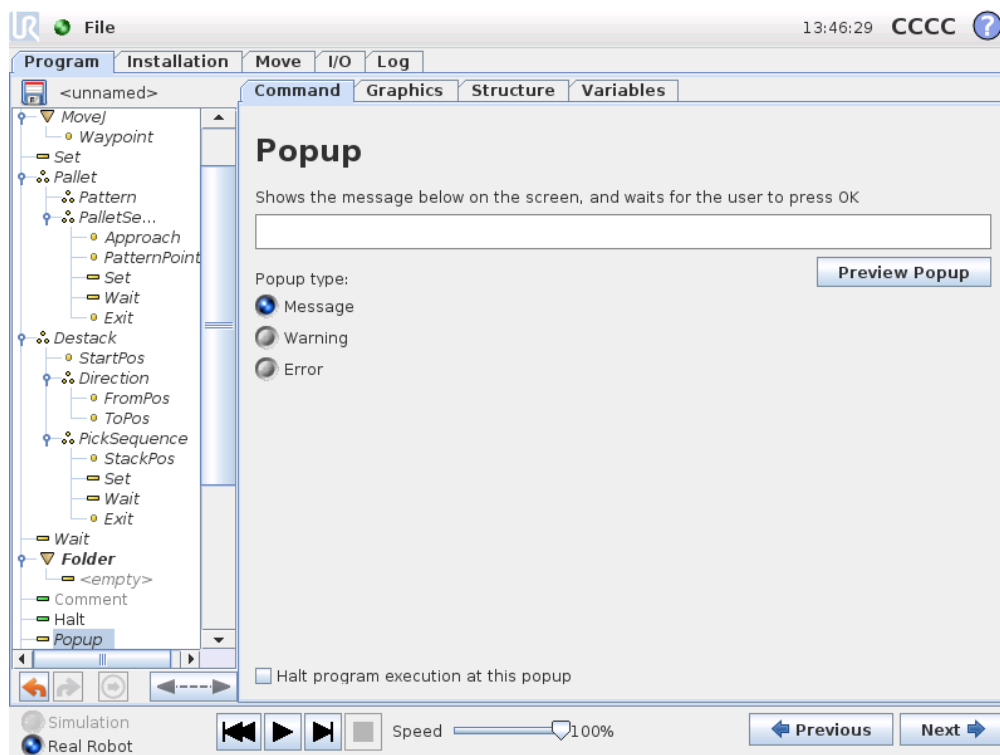 UR File 13:46:29 CCCC ?
Program Installation Move I/O Log
<unnamed>
Command Graphics Structure Variables
MoveJ
Waypoint
Set
Pallet
Pattern
PalletSe...
Approach
PatternPoint
Set
Wait
Exit
Destack
StartPos
Direction
FromPos
ToPos
PickSequence
StackPos
Set
Wait
Exit
Wait
Folder
<empty>
Comment
Halt
Popup
Popup
Shows the message below on the screen, and waits for the user to press OK
Preview Popup
Popup type:
Message
Warning
Error
Halt program execution at this popup
Simulation
Real Robot
Speed 100%
Previous Next